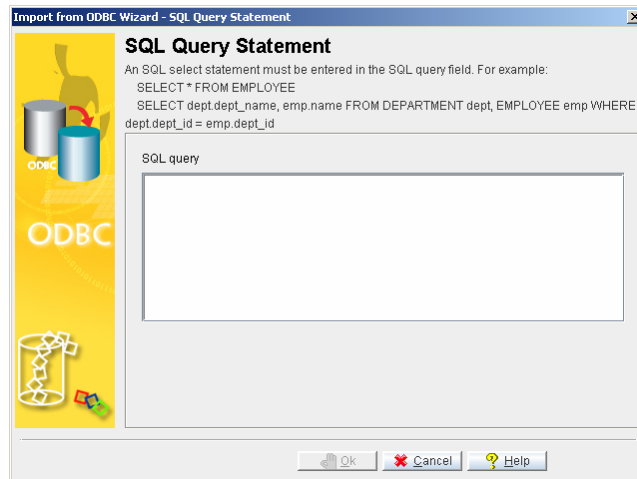 Import from ODBC Wizard - SQL Query Statement
SQL Query Statement
An SQL select statement must be entered in the SQL query field. For example:
SELECT * FROM EMPLOYEE
SELECT dept.dept_name, emp.name FROM DEPARTMENT dept, EMPLOYEE emp WHERE
dept.dept_id = emp.dept_id
SQL query
ODBC
ODBC
Ok
Cancel
Help